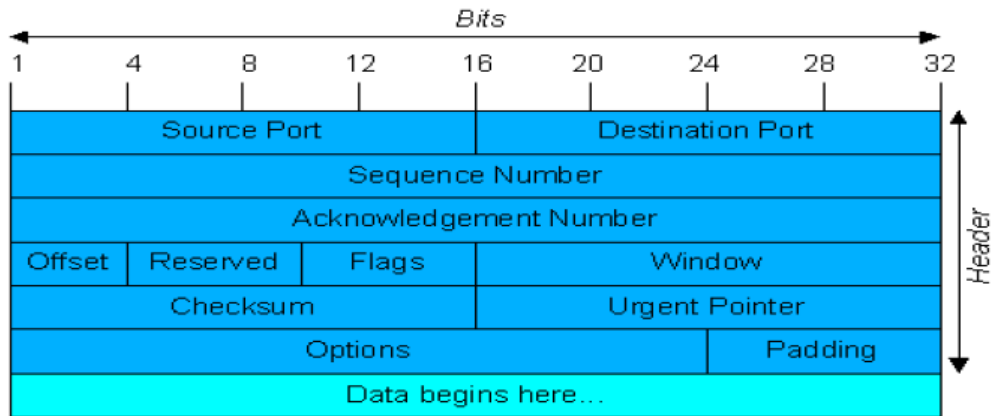 Bits
1 4 8 12 16 20 24 28 32
Source Port Destination Port
Sequence Number
Acknowledgement Number
Offset Reserved Flags Window
Checksum Urgent Pointer
Options Padding
Data begins here...
Header